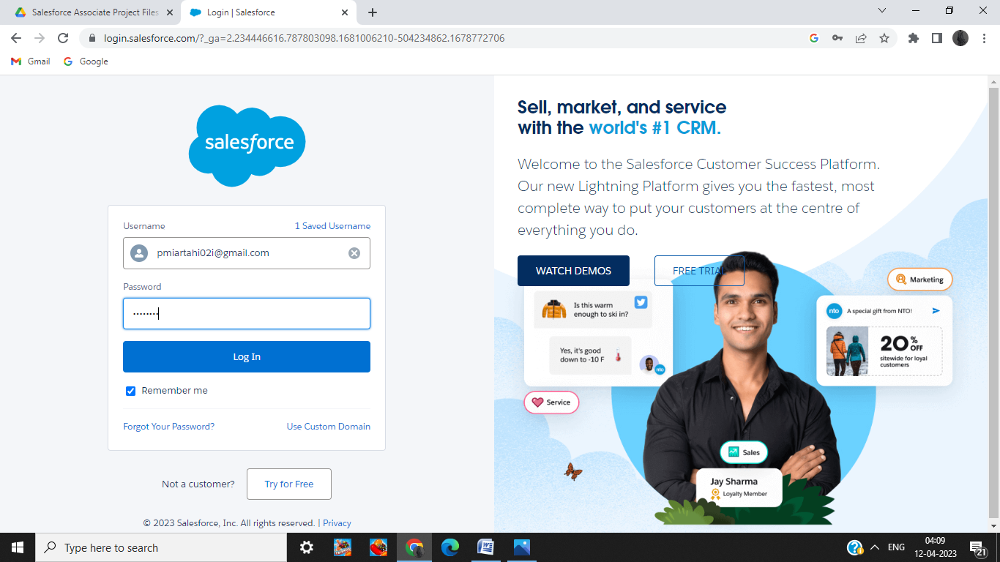 Salesforce Associate Project Files
Login | Salesforce
login.salesforce.com/?_ga=2.234446616.787803098.1681006210-504234862.1678772706
Gmail
Google
salesforce
Username
1 Saved Username
pmiartahi02i@gmail.com
Password
Log In
Remember me
Forgot Your Password?
Use Custom Domain
Not a customer?
Try for Free
© 2023 Salesforce, Inc. All rights reserved. | Privacy
Sell, market, and service
with the world's #1 CRM.
Welcome to the Salesforce Customer Success Platform.
Our new Lightning Platform gives you the fastest, most
complete way to put your customers at the centre of
everything you do.
WATCH DEMOS
FREE TRIAL
Is this warm
enough to ski in?
Yes, it's good
down to -10 F
nto
Service
Marketing
nto
A special gift from NTO!
20% OFF
sitewide for loyal
customers
Sales
Jay Sharma
Loyalty Member
Type here to search
ENG
04:09
12-04-2023
21